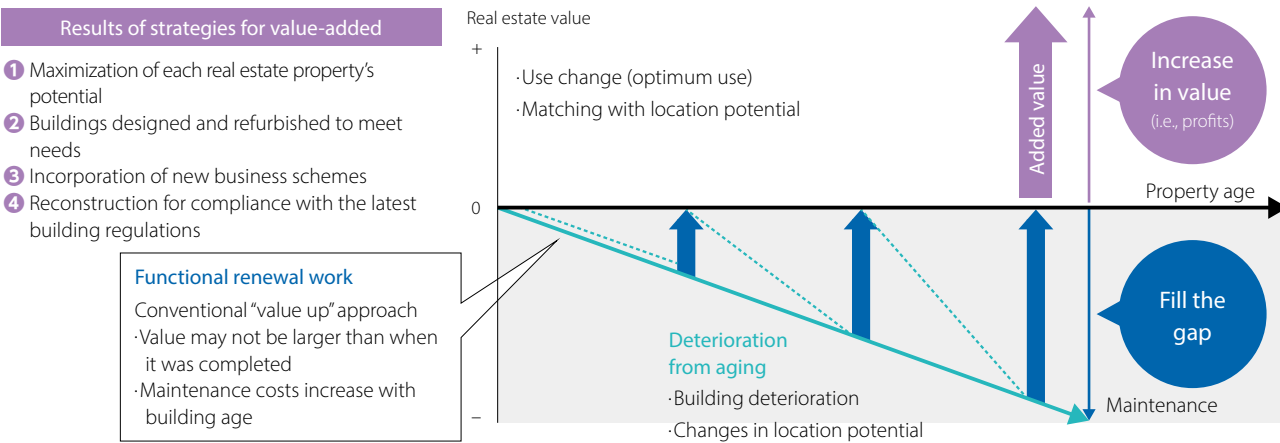 Results of strategies for value-added
1 Maximization of each real estate property's
potential
2 Buildings designed and refurbished to meet
needs
3 Incorporation of new business schemes
4 Reconstruction for compliance with the latest
building regulations
Functional renewal work
Conventional "value up" approach
·Value may not be larger than when
it was completed
·Maintenance costs increase with
building age
Real estate value
+
0
−
·Use change (optimum use)
·Matching with location potential
Added value
Increase
in value
(i.e., profits)
Property age
Fill the
gap
Maintenance
Deterioration
from aging
·Building deterioration
·Changes in location potential